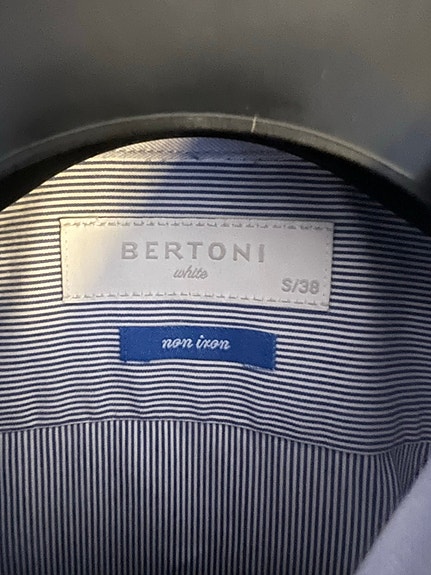 BERTONI
white
S/38
non iron